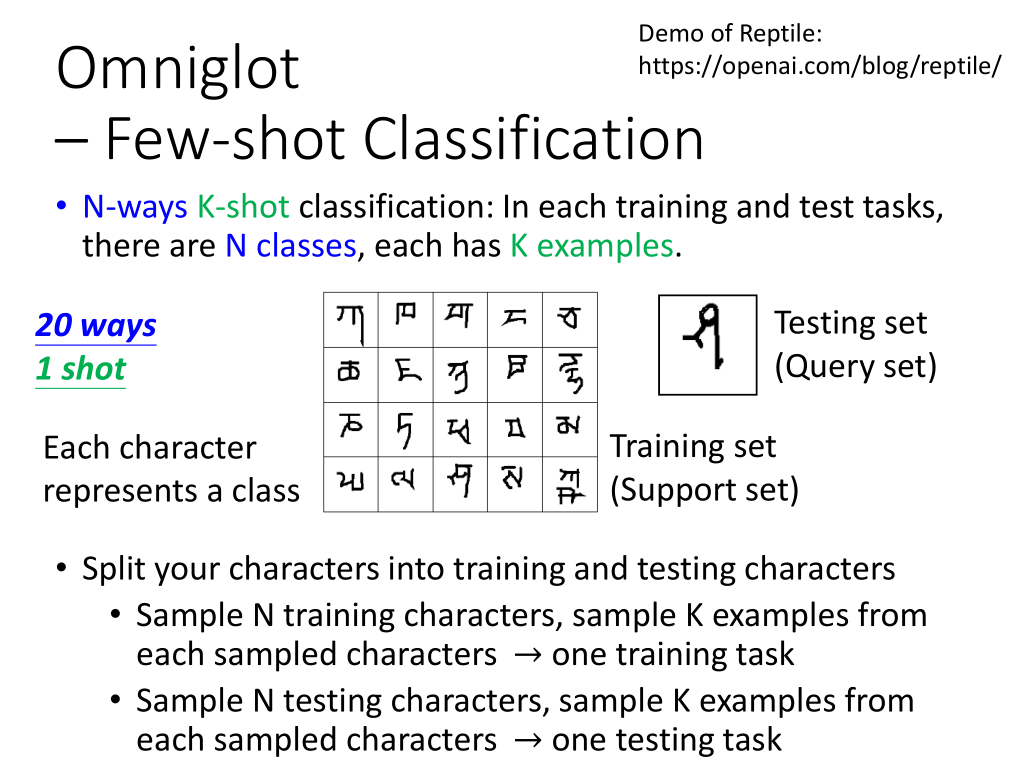 Demo of Reptile:
https://openai.com/blog/reptile/
Omniglot
– Few-shot Classification
• N-ways K-shot classification: In each training and test tasks,
there are N classes, each has K examples.
20 ways
1 shot
Each character
represents a class
Testing set
(Query set)
Training set
(Support set)
• Split your characters into training and testing characters
• Sample N training characters, sample K examples from
each sampled characters → one training task
• Sample N testing characters, sample K examples from
each sampled characters → one testing task